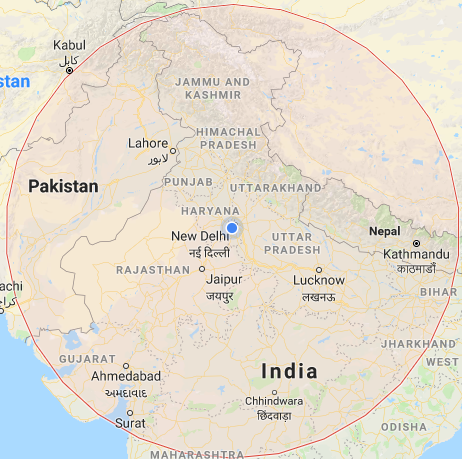 Kabul
کابل
stan
JAMMU AND
KASHMIR
HIMACHAL
PRADESH
Lahore
لاہور
Pakistan
PUNJAB
UTTARAKHAND
HARYANA
Nepal
New Delhi
नई दिल्ली
UTTAR
PRADESH
Kathmandu
काठमाडौं
RAJASTHAN
Jaipur
जयपुर
Lucknow
लखनऊ
achi
کراچ
BIHAR
JHARKHAND
GUJARAT
WEST
Ahmedabad
અમદાવાદ
India
Chhindwara
छिंदवाड़ा
Surat
ODISHA
MAHARASHTRA